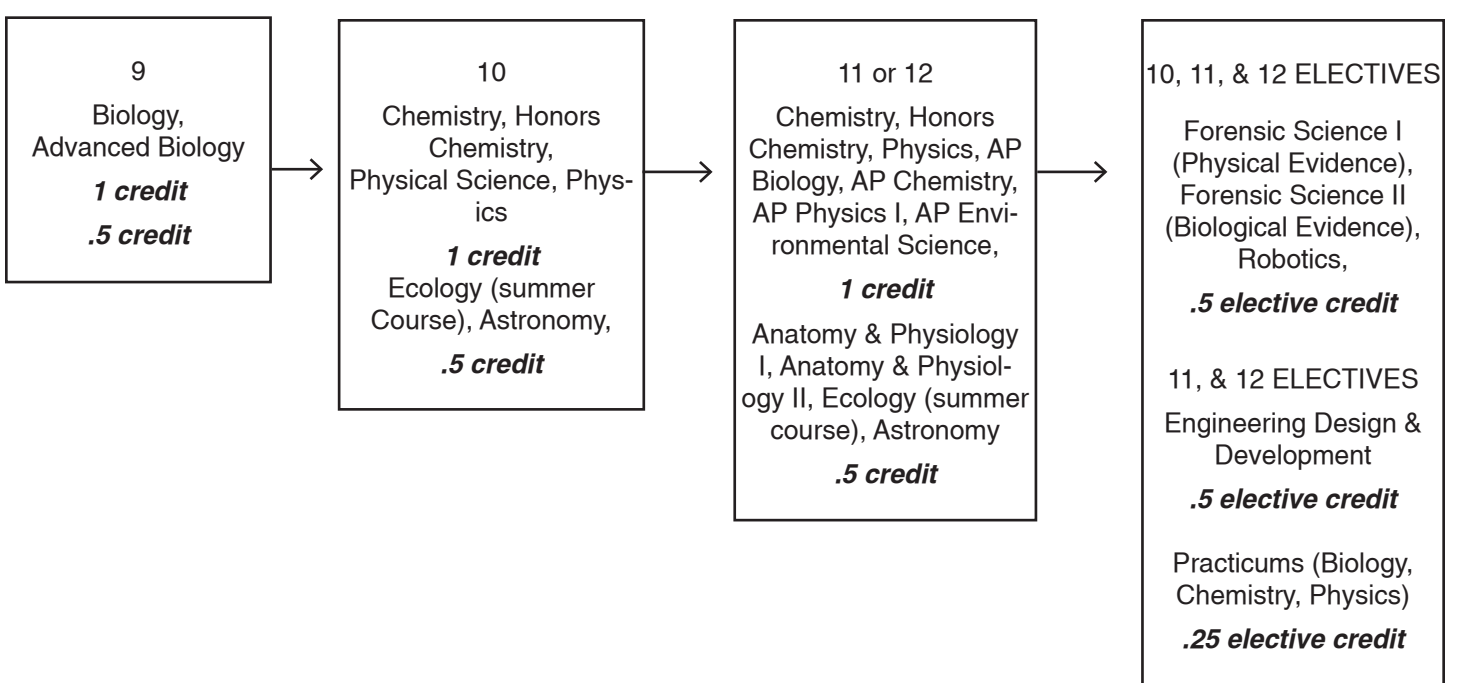 9
Biology,
Advanced Biology
1 credit
.5 credit
10
Chemistry, Honors
Chemistry,
Physical Science, Phys-
ics
1 credit
Ecology (summer
Course), Astronomy,
.5 credit
11 or 12
Chemistry, Honors
Chemistry, Physics, AP
Biology, AP Chemistry,
AP Physics I, AP Envi-
ronmental Science,
1 credit
Anatomy & Physiology
I, Anatomy & Physiol-
ogy II, Ecology (summer
course), Astronomy
.5 credit
10, 11, & 12 ELECTIVES
Forensic Science I
(Physical Evidence),
Forensic Science II
(Biological Evidence),
Robotics,
.5 elective credit
11, & 12 ELECTIVES
Engineering Design &
Development
.5 elective credit
Practicums (Biology,
Chemistry, Physics)
.25 elective credit